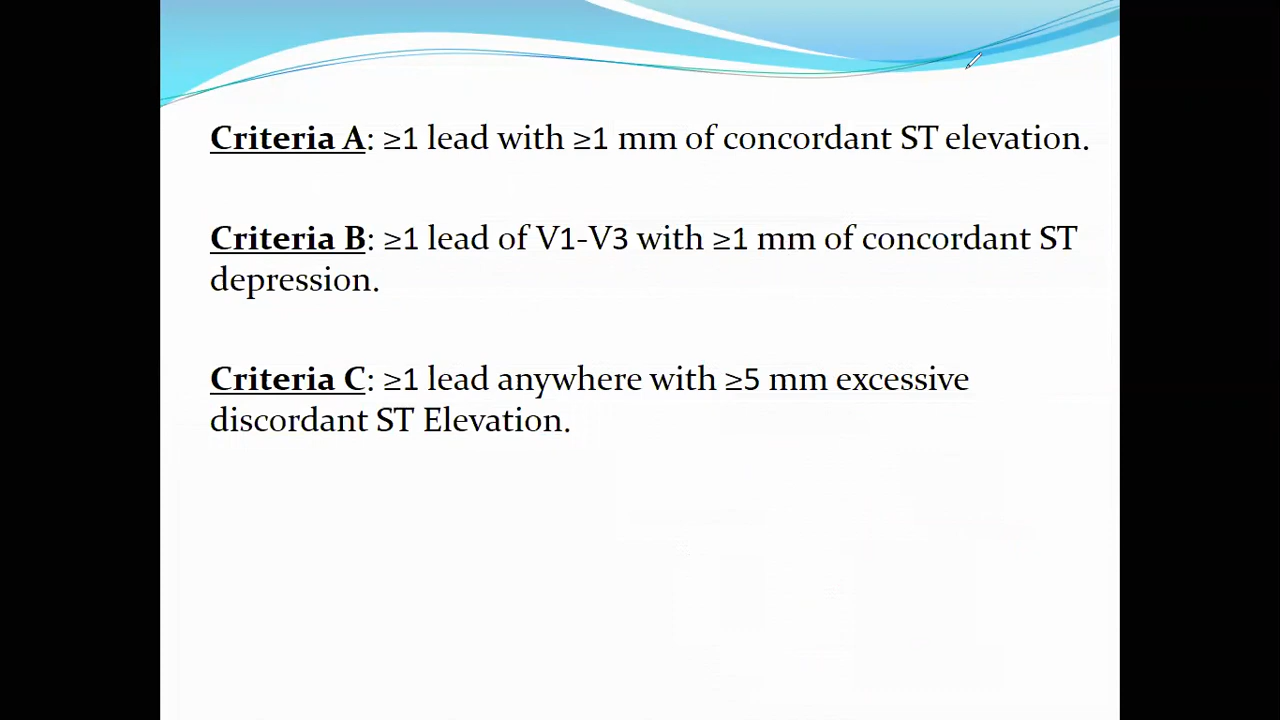 Criteria A: ≥1 lead with ≥1 mm of concordant ST elevation.
Criteria B: ≥1 lead of V1-V3 with ≥1 mm of concordant ST
depression.
Criteria C: ≥1 lead anywhere with ≥5 mm excessive
discordant ST Elevation.